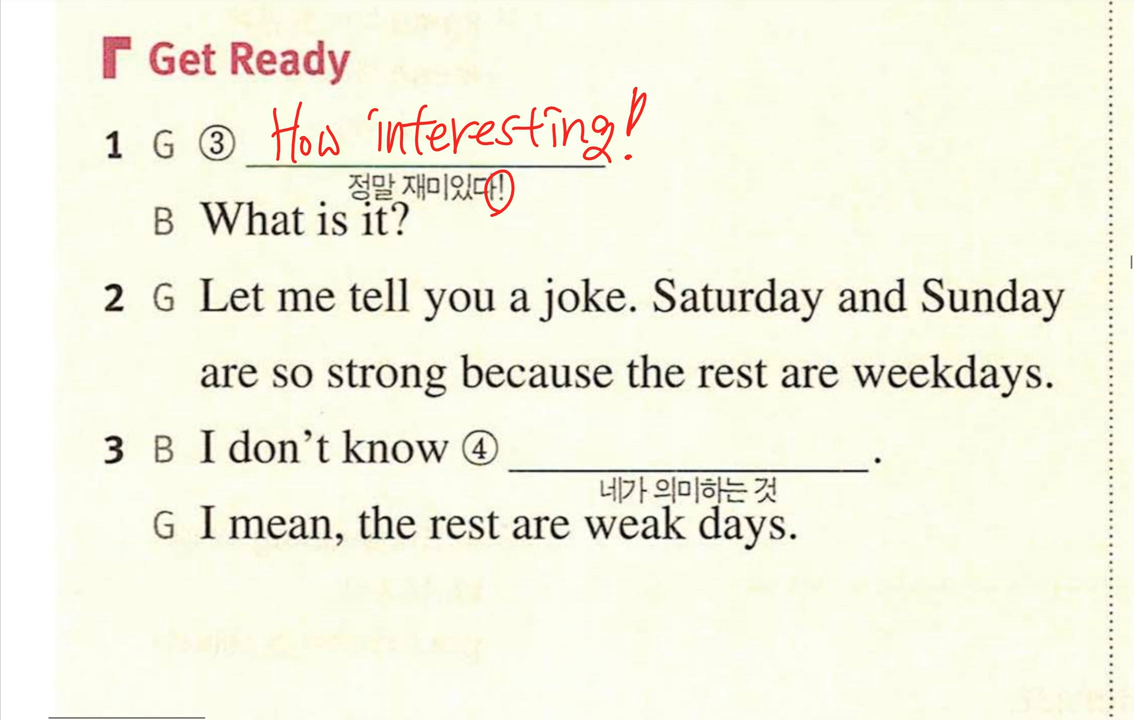 Get Ready
1 G ③ How interesting!
정말 재미있다!
B What is it?
2 G Let me tell you a joke. Saturday and Sunday
are so strong because the rest are weekdays.
3 B I don't know ④ ____________.
네가 의미하는 것
G I mean, the rest are weak days.